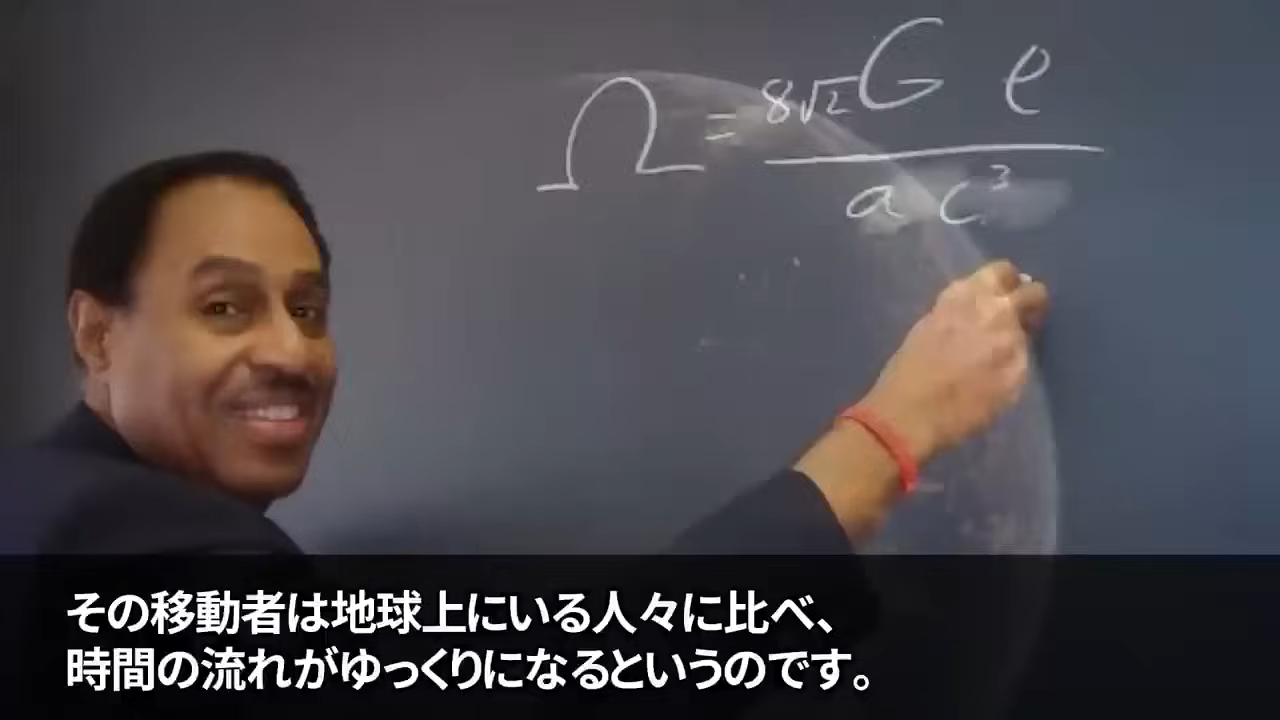 Ω = 8√2 G ρ
a c³
その移動者は地球上にいる人々に比べ、
時間の流れがゆっくりになるというのです。